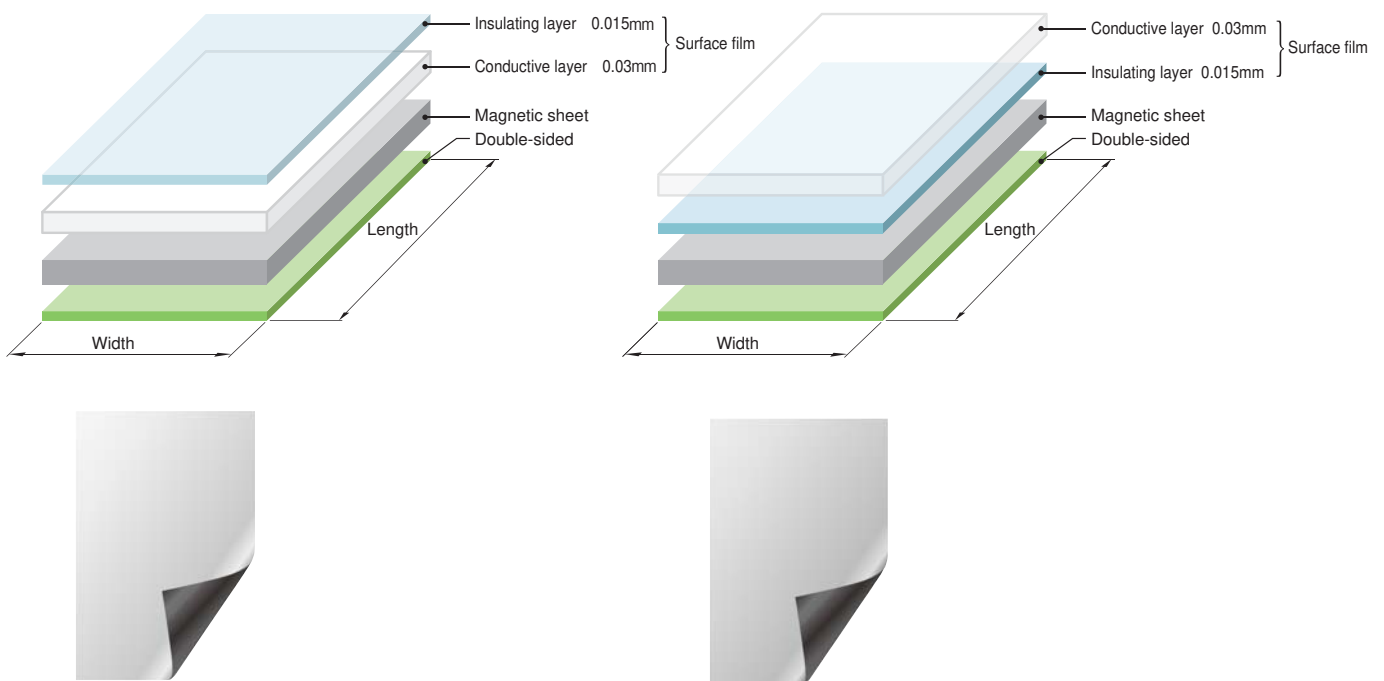 Insulating layer 0.015mm
Conductive layer 0.03mm
Surface film
Magnetic sheet
Double-sided
Length
Width
Conductive layer 0.03mm
Insulating layer 0.015mm
Surface film
Magnetic sheet
Double-sided
Length
Width